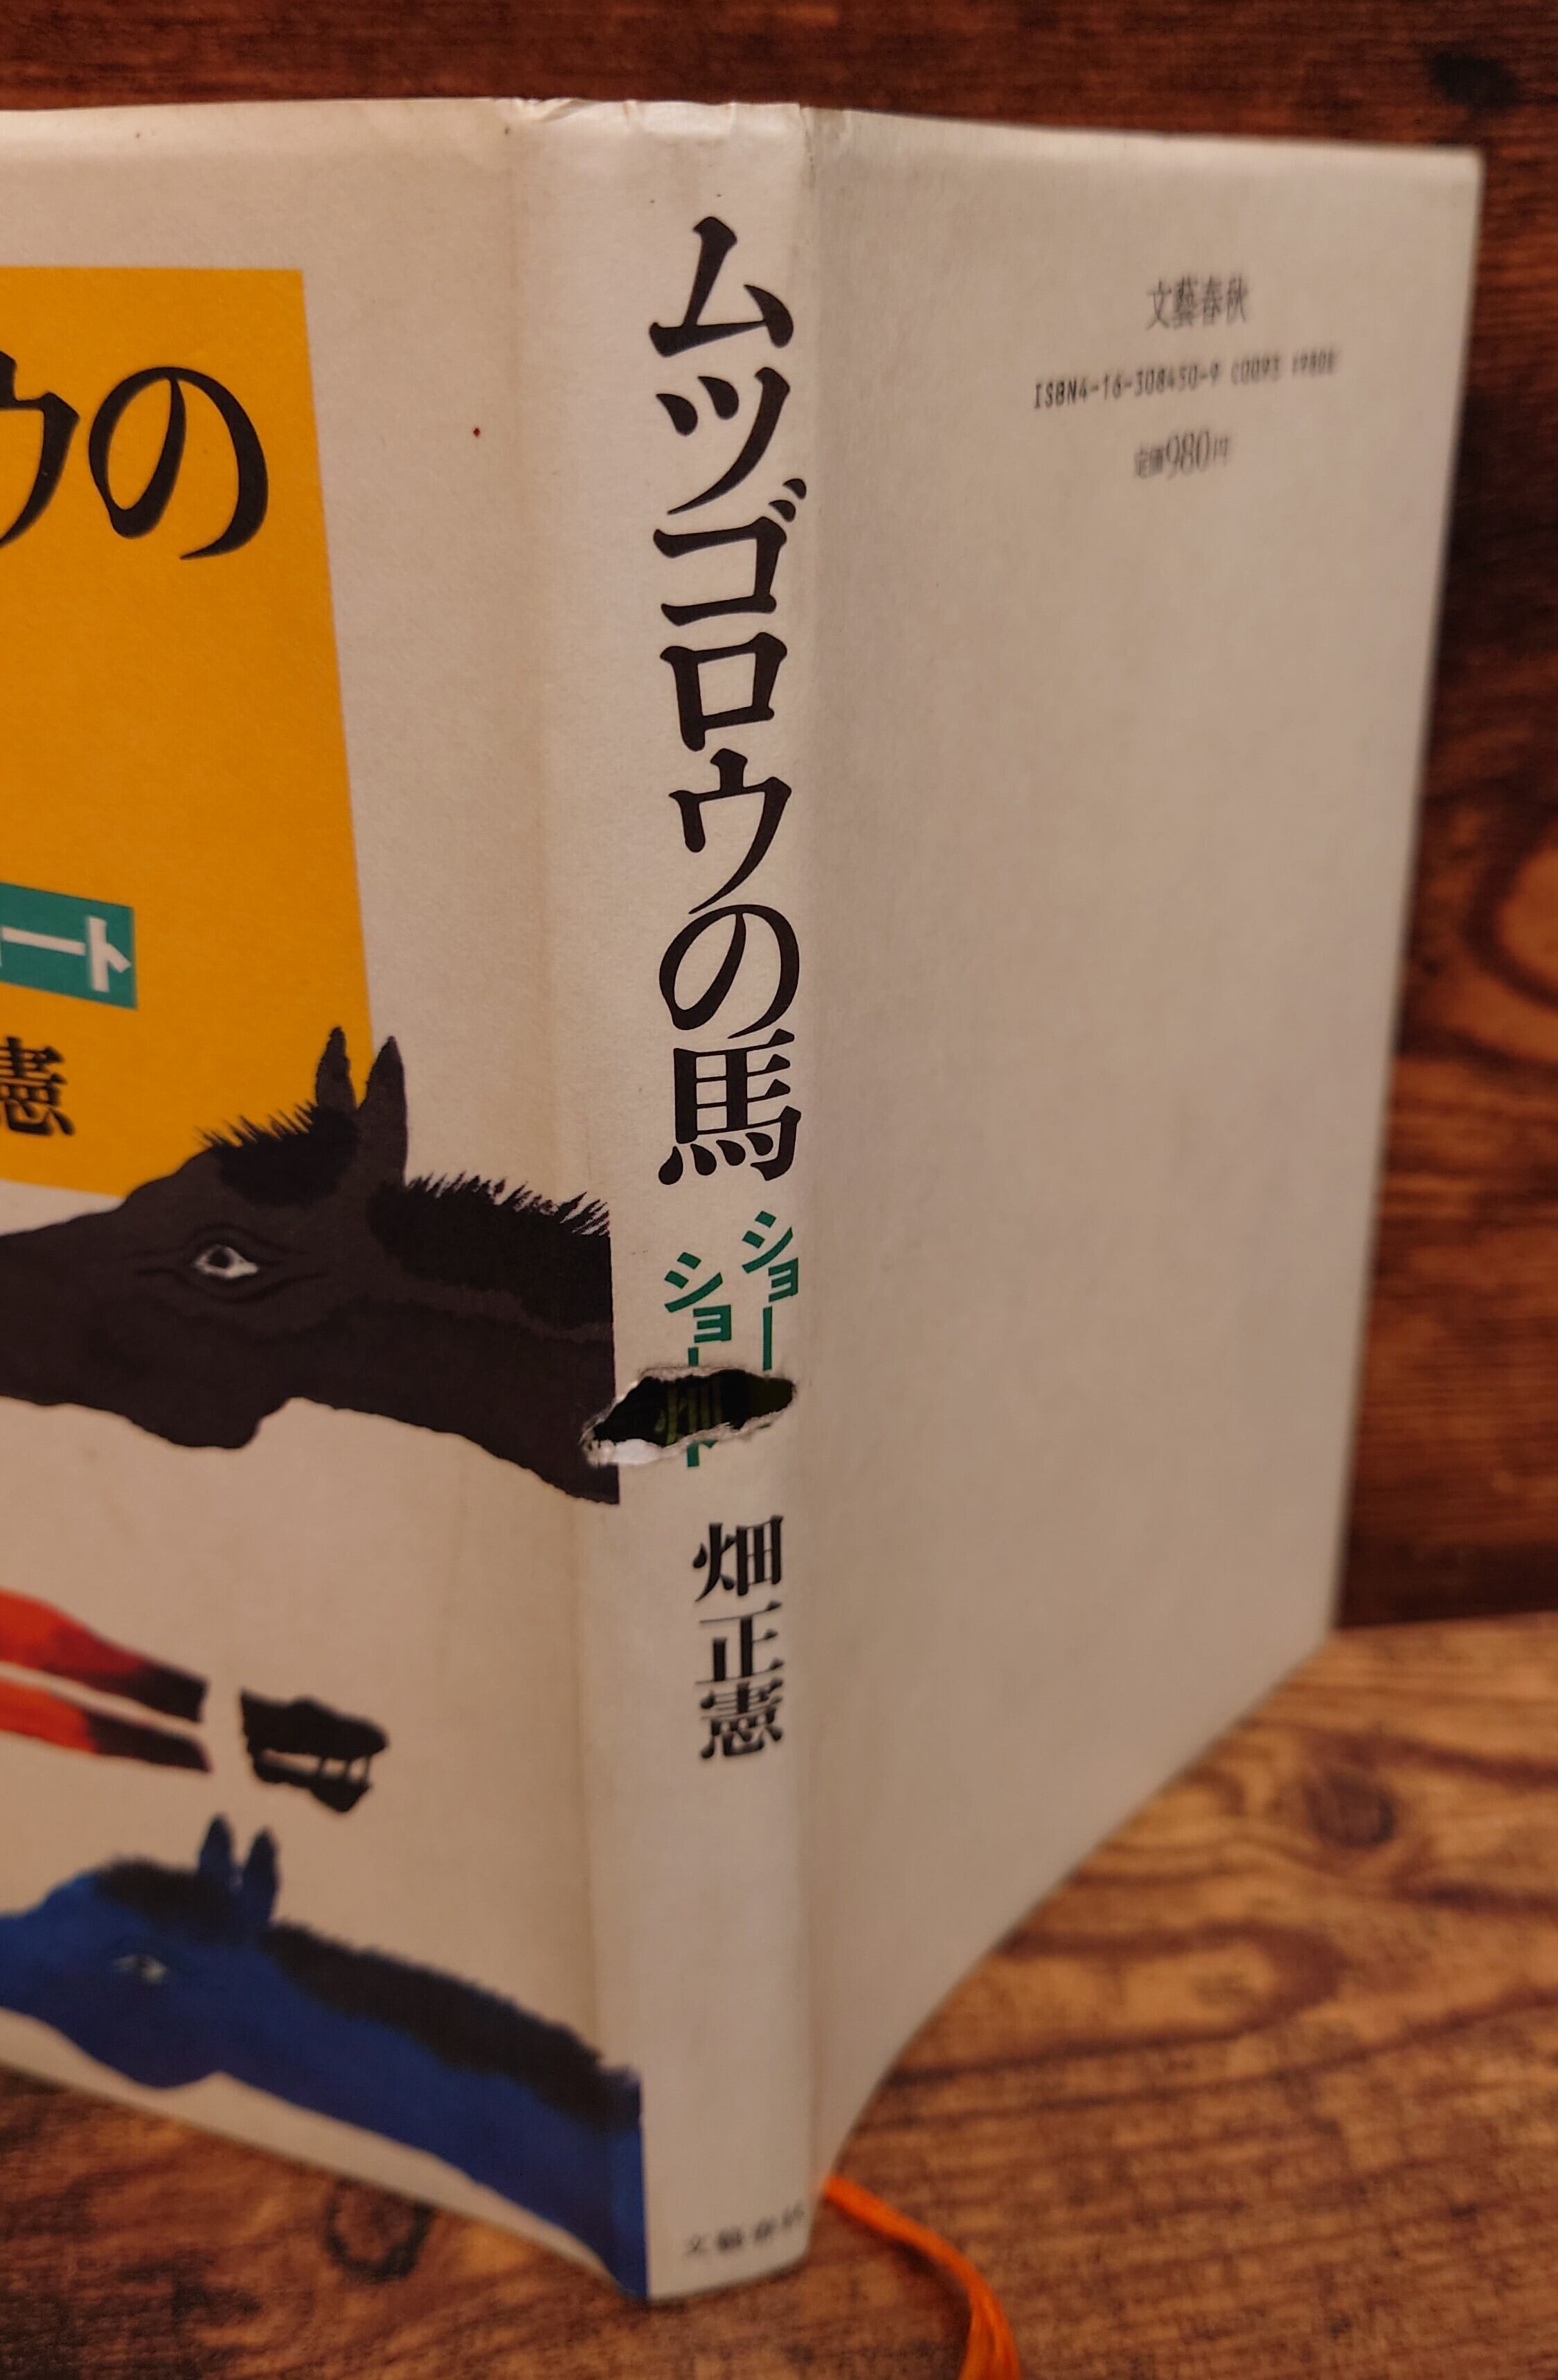 ウの
ート
憲
ムツゴロウの馬
ショー
ショート
畑正憲
文藝春秋
文藝春秋
ISBN4-16-308450-9 C0093 ¥980E
定価980円